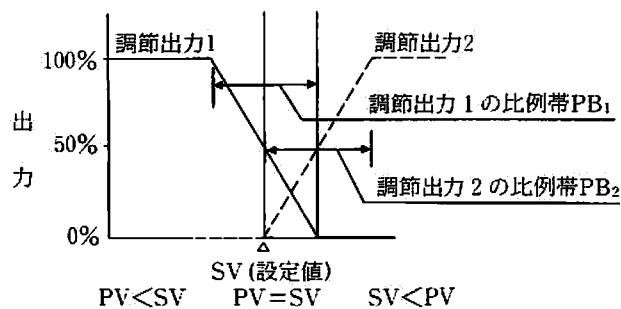 100%
調節出力1
調節出力2
調節出力 1 の比例帯PB₁
出
50%
力
調節出力 2 の比例帯PB₂
0%
SV (設定値)
PV<SV PV=SV SV<PV